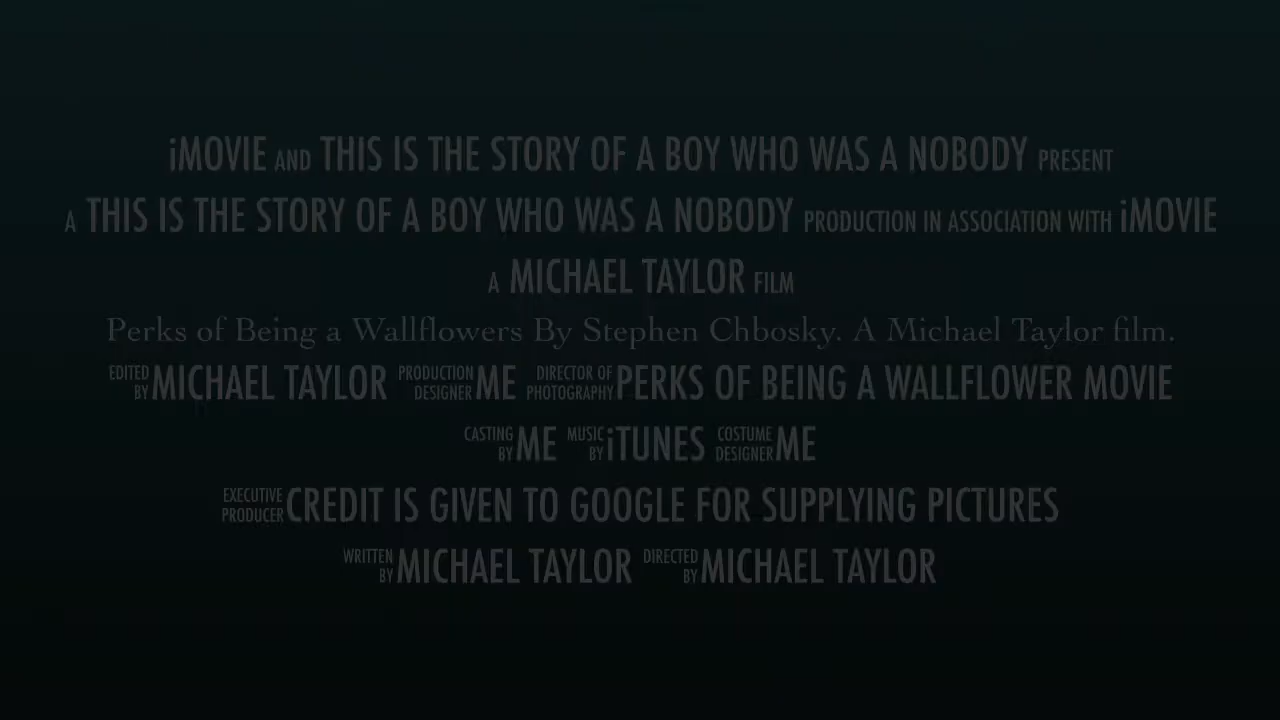 iMOVIE AND THIS IS THE STORY OF A BOY WHO WAS A NOBODY PRESENT
A THIS IS THE STORY OF A BOY WHO WAS A NOBODY PRODUCTION IN ASSOCIATION WITH iMOVIE
A MICHAEL TAYLOR FILM
Perks of Being a Wallflowers By Stephen Chbosky. A Michael Taylor film.
EDITED BY MICHAEL TAYLOR PRODUCTION DESIGNER ME DIRECTOR OF PHOTOGRAPHY PERKS OF BEING A WALLFLOWER MOVIE
CASTING BY ME MUSIC BY iTUNES COSTUME DESIGNER ME
EXECUTIVE PRODUCER CREDIT IS GIVEN TO GOOGLE FOR SUPPLYING PICTURES
WRITTEN BY MICHAEL TAYLOR DIRECTED BY MICHAEL TAYLOR